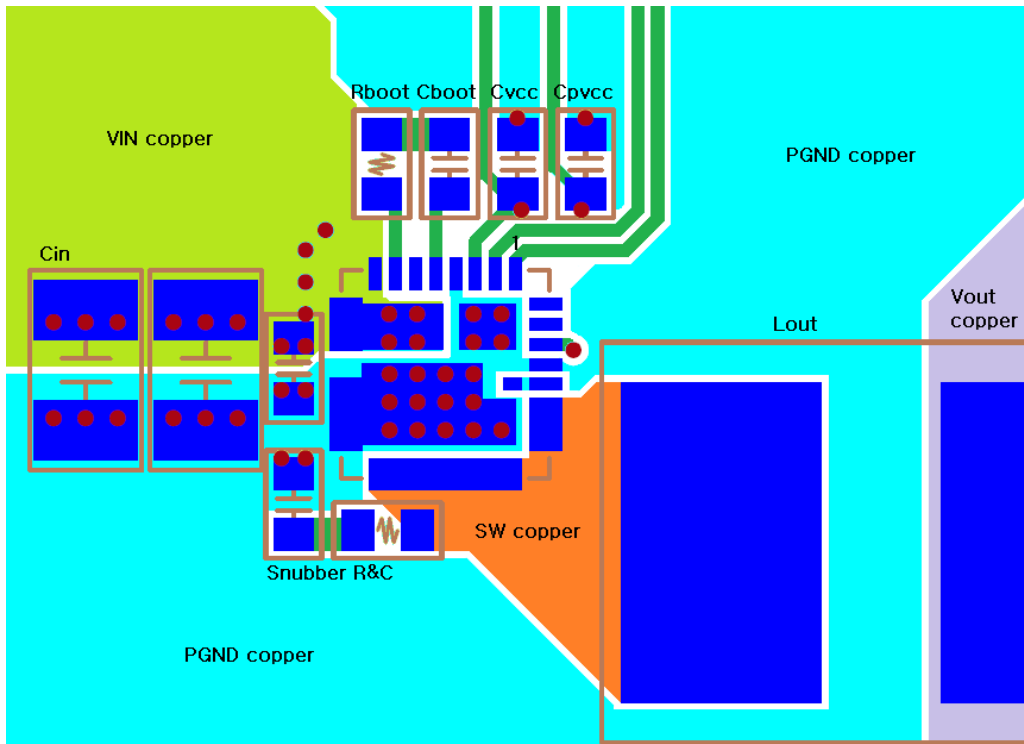 Rboot Cboot Cvcc Cpvcc
VIN copper
PGND copper
1
Cin
Vout
copper
Lout
SW copper
Snubber R&C
PGND copper